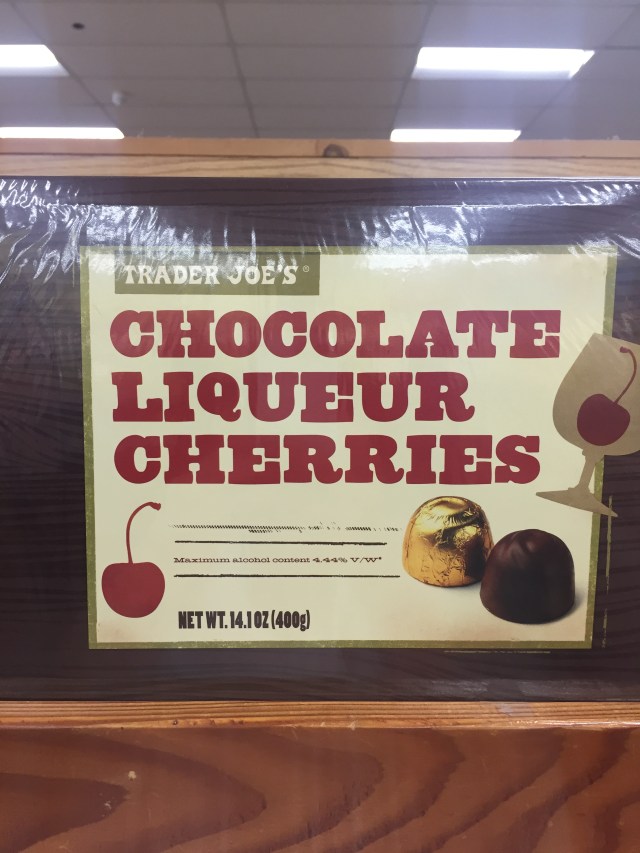 TRADER JOE'S®
CHOCOLATE
LIQUEUR
CHERRIES
Maximum alcohol content 4.44% V/W*
NET WT. 14.1 OZ (400g)